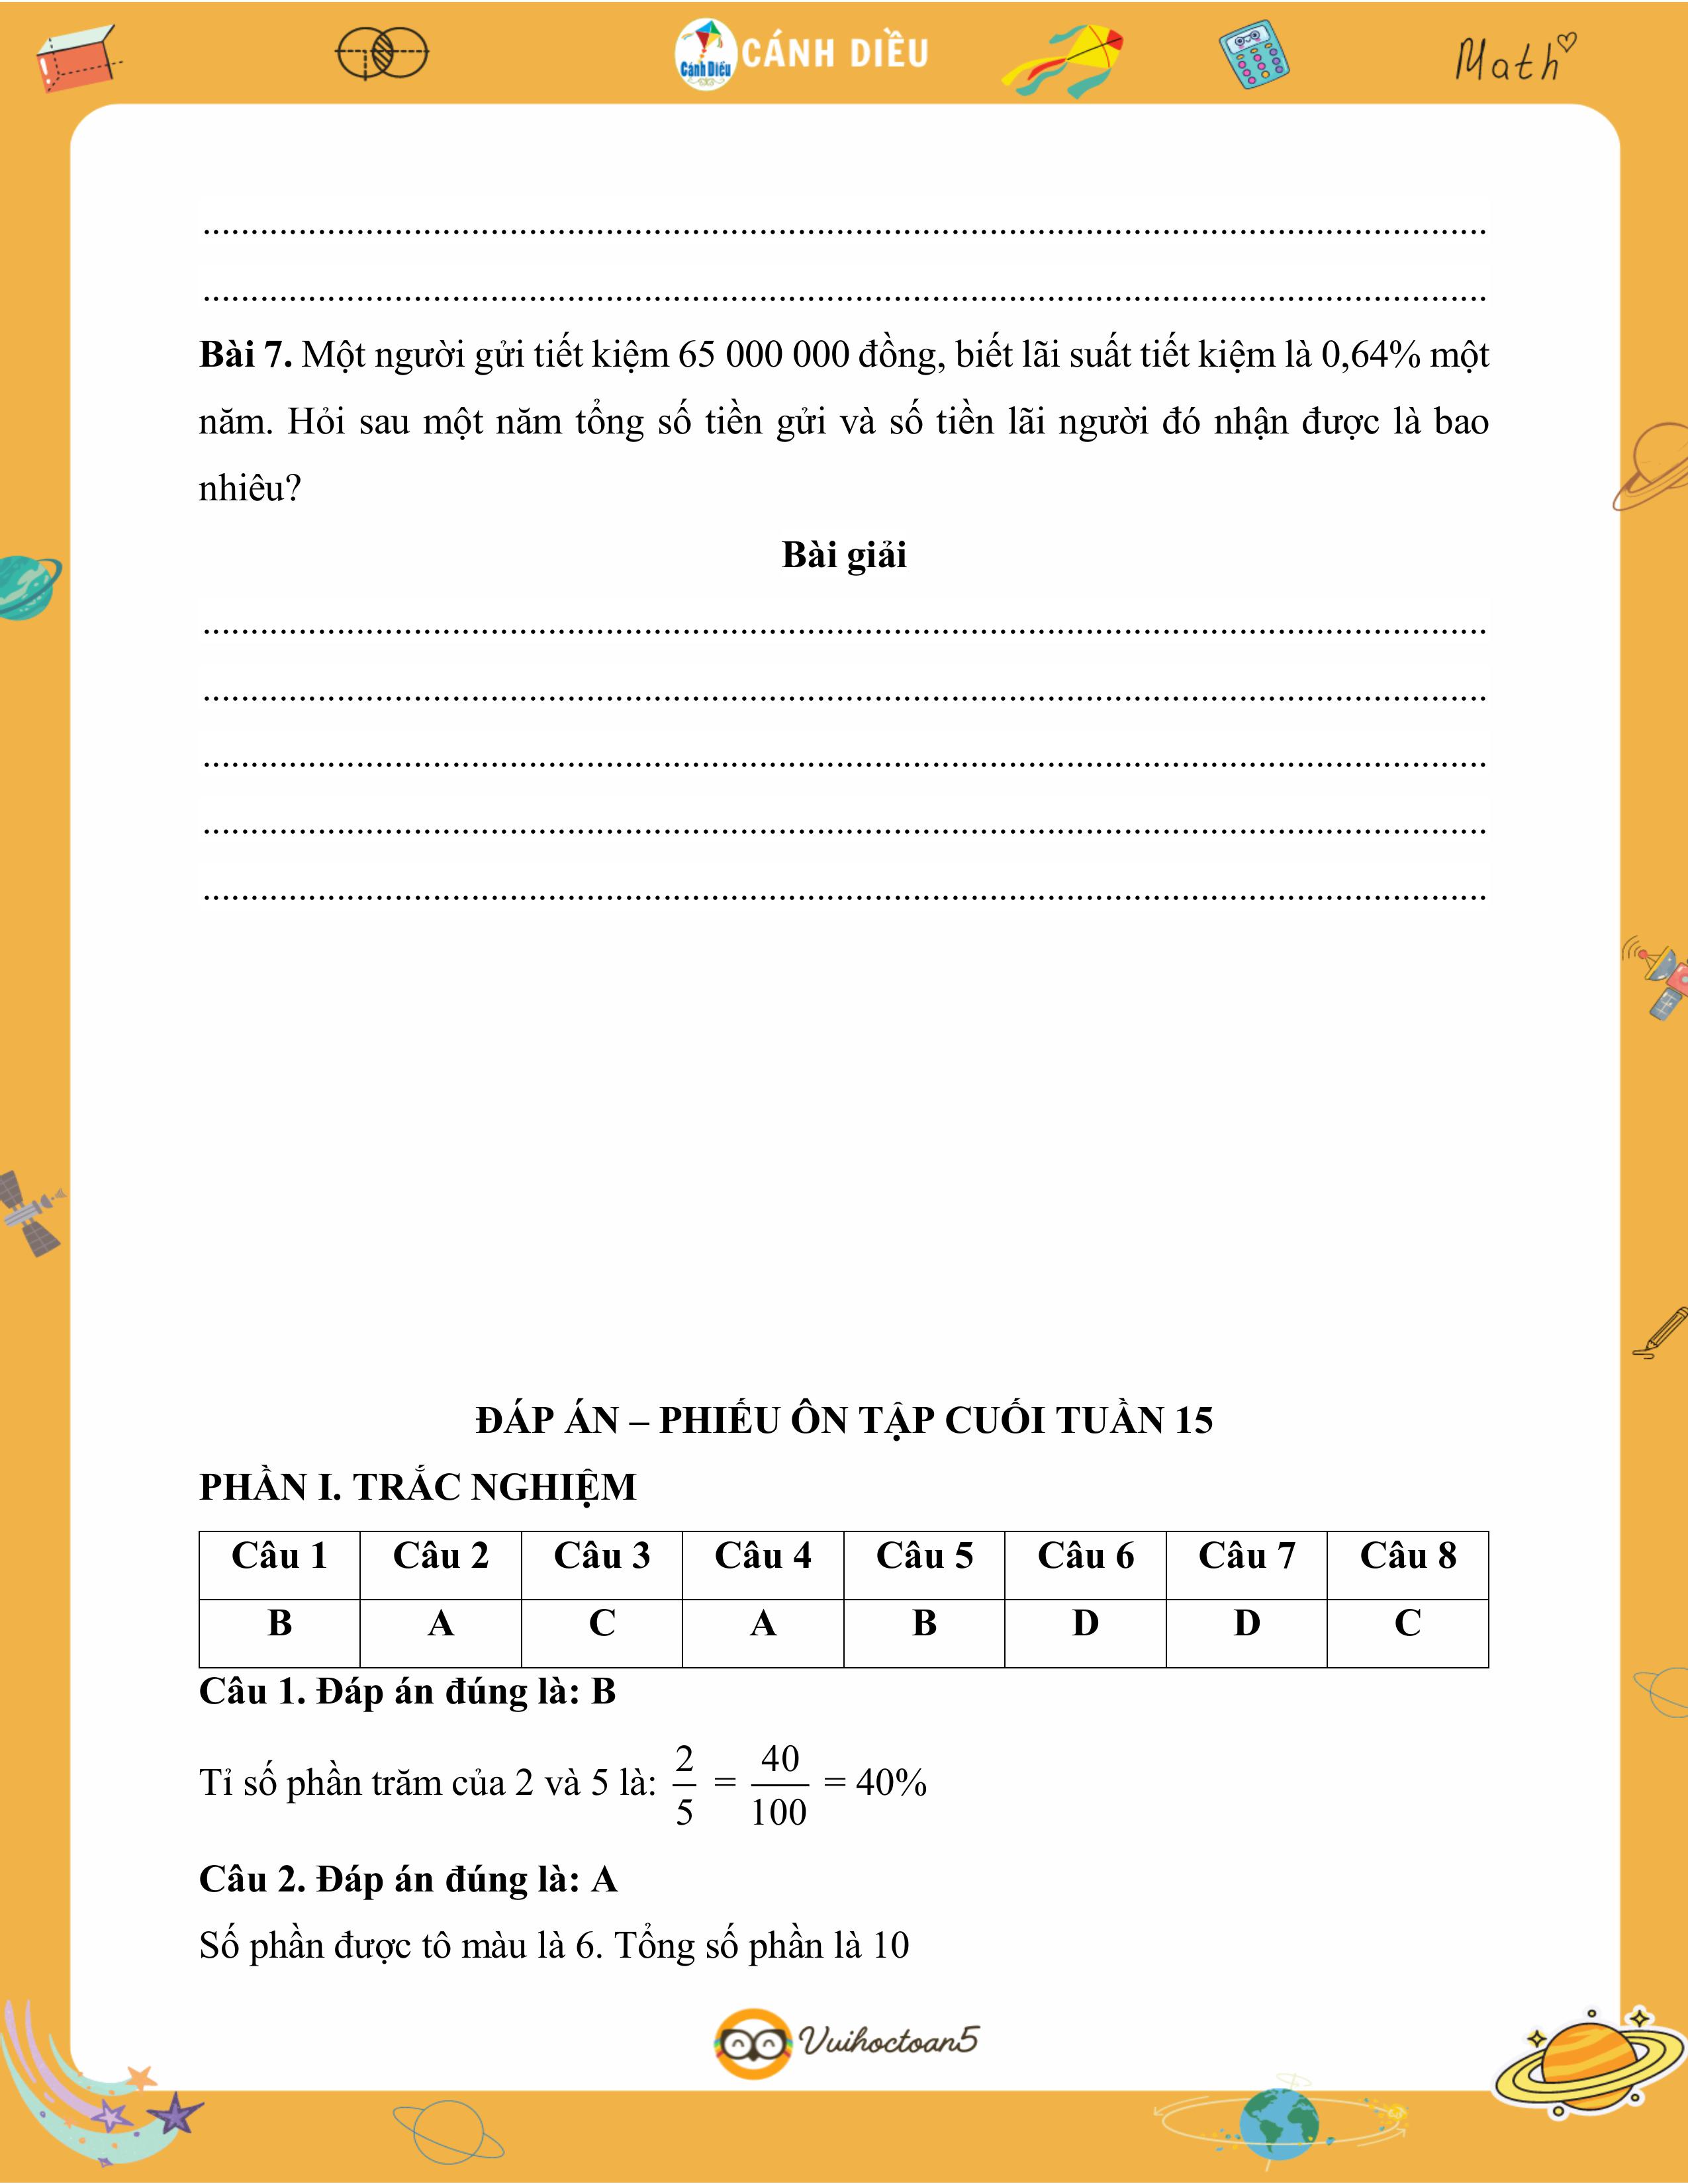 Cánh Diều CÁNH DIỀU
Math
................................................................................
................................................................................
Bài 7. Một người gửi tiết kiệm 65 000 000 đồng, biết lãi suất tiết kiệm là 0,64% một
năm. Hỏi sau một năm tổng số tiền gửi và số tiền lãi người đó nhận được là bao
nhiêu?
Bài giải
................................................................................
................................................................................
................................................................................
................................................................................
................................................................................
ĐÁP ÁN – PHIẾU ÔN TẬP CUỐI TUẦN 15
PHẦN I. TRẮC NGHIỆM
Câu 1 Câu 2 Câu 3 Câu 4 Câu 5 Câu 6 Câu 7 Câu 8
B A C A B D D C
Câu 1. Đáp án đúng là: B
Tỉ số phần trăm của 2 và 5 là: 2/5 = 40/100 = 40%
Câu 2. Đáp án đúng là: A
Số phần được tô màu là 6. Tổng số phần là 10
Vuihoctoan5